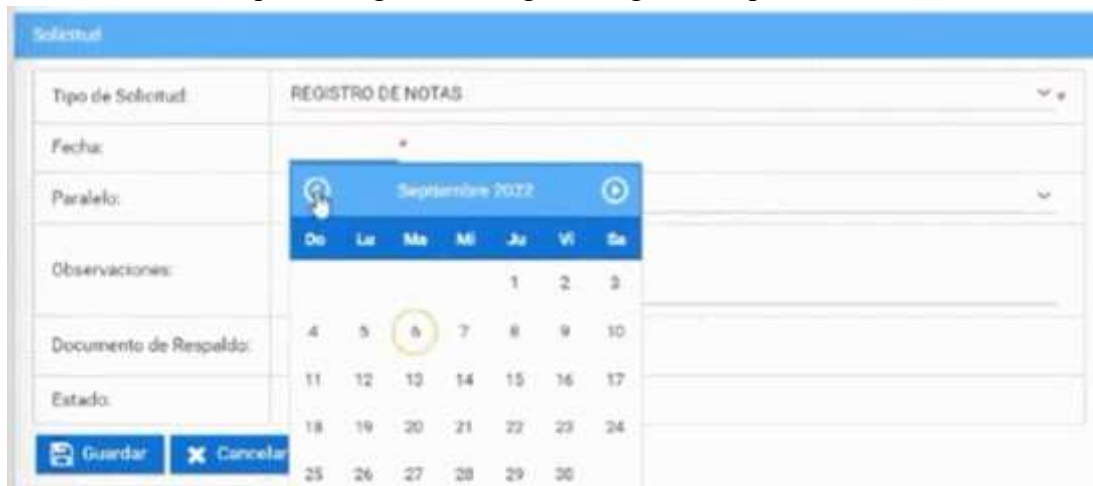 Solicitud
Tipo de Solicitud: REGISTRO DE NOTAS *
Fecha: *
Paralelo:
Observaciones:
Documento de Respaldo:
Estado:
Septiembre 2022
Do Lu Ma Mi Ju Vi Sa
1 2 3
4 5 6 7 8 9 10
11 12 13 14 15 16 17
18 19 20 21 22 23 24
25 26 27 28 29 30
Guardar Cancelar